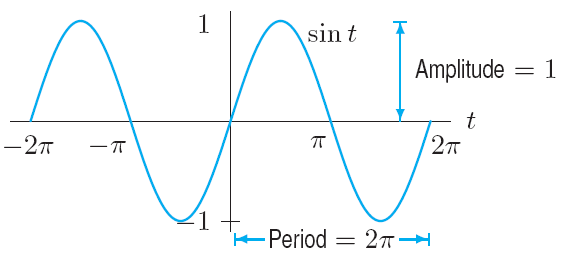 1
sin t
Amplitude = 1
t
−2π
−π
π
2π
−1
Period = 2π